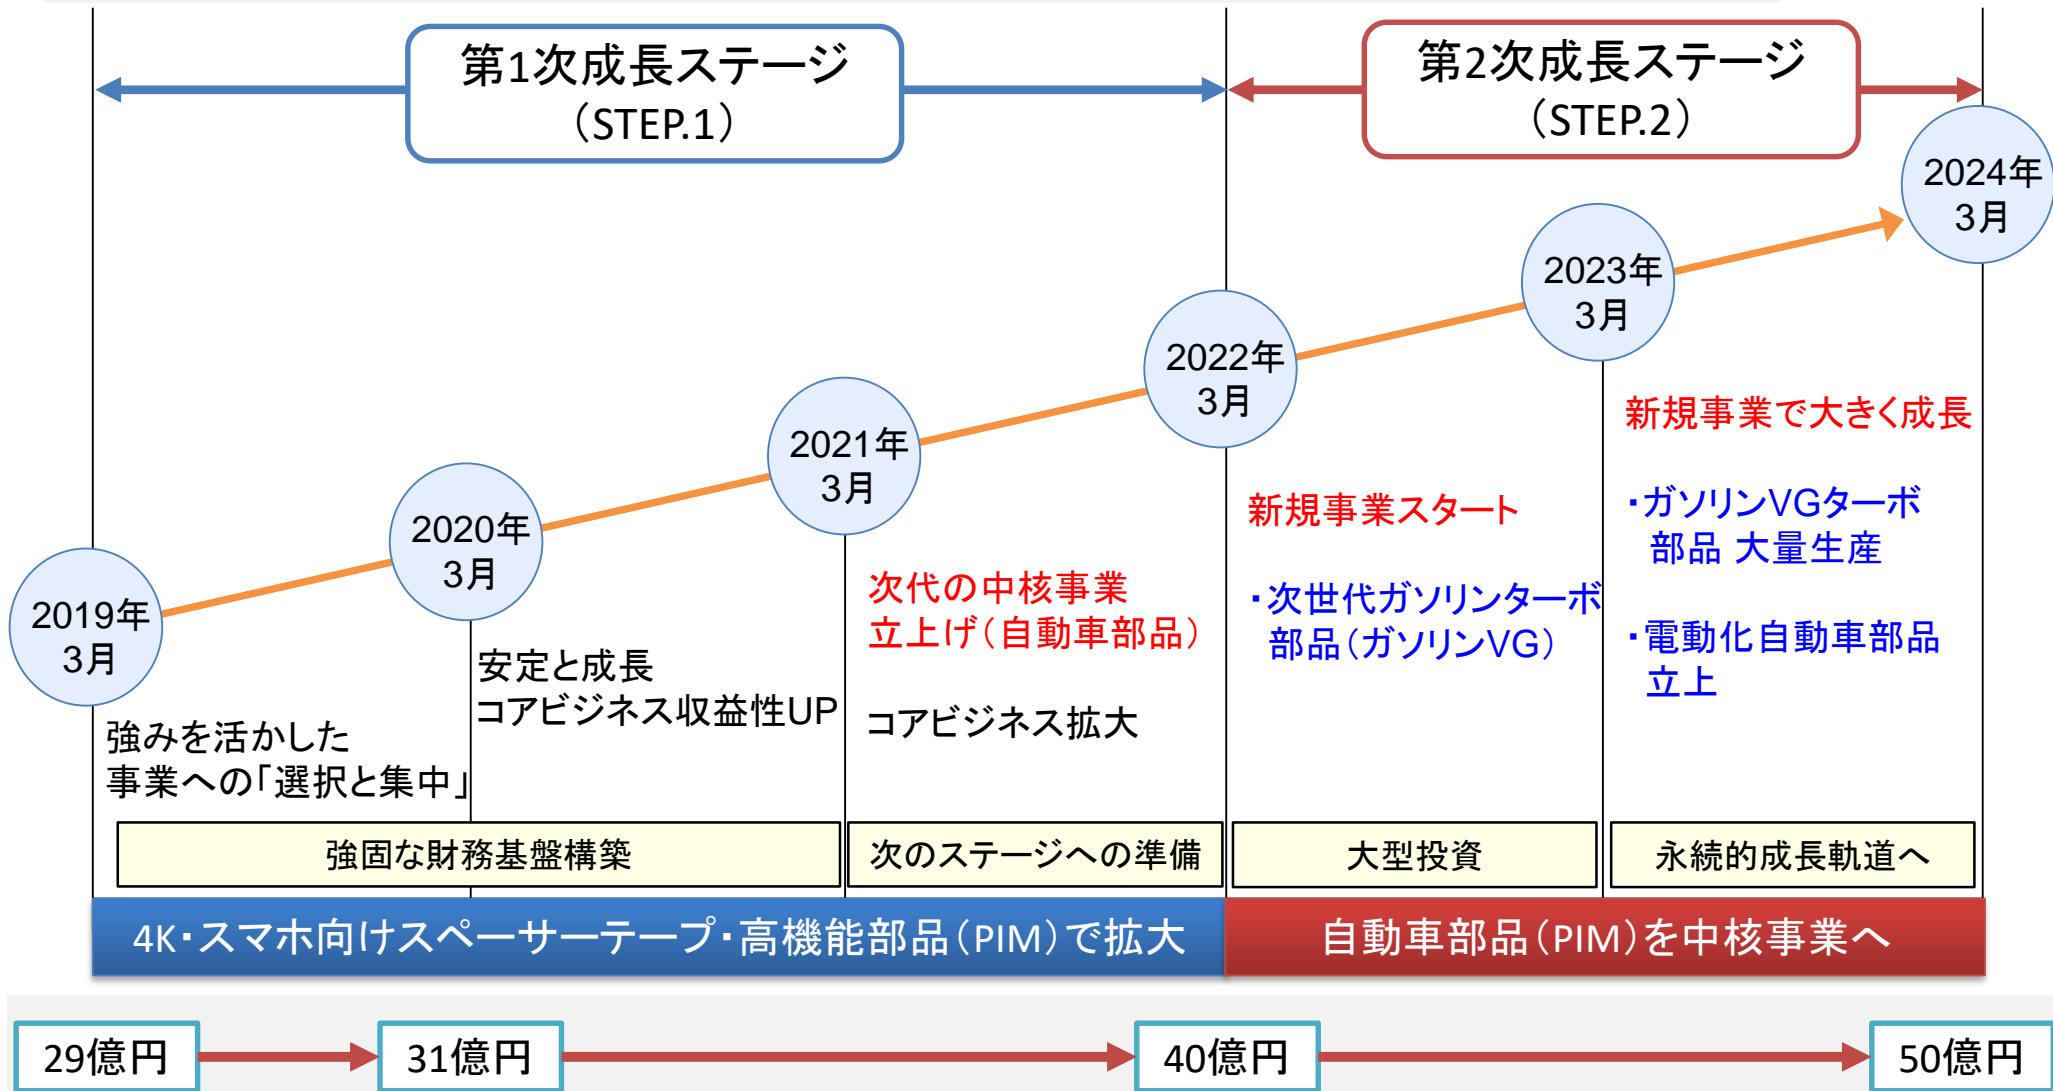 第1次成長ステージ
（STEP.1）
第2次成長ステージ
（STEP.2）
2019年
3月
2020年
3月
2021年
3月
2022年
3月
2023年
3月
2024年
3月
強みを活かした
事業への「選択と集中」
安定と成長
コアビジネス収益性UP
次代の中核事業
立上げ（自動車部品）
コアビジネス拡大
新規事業スタート
・次世代ガソリンターボ
部品（ガソリンVG）
新規事業で大きく成長
・ガソリンVGターボ
部品 大量生産
・電動化自動車部品
立上
強固な財務基盤構築
次のステージへの準備
大型投資
永続的成長軌道へ
4K・スマホ向けスペーサーテープ・高機能部品（PIM）で拡大
自動車部品（PIM）を中核事業へ
29億円
31億円
40億円
50億円